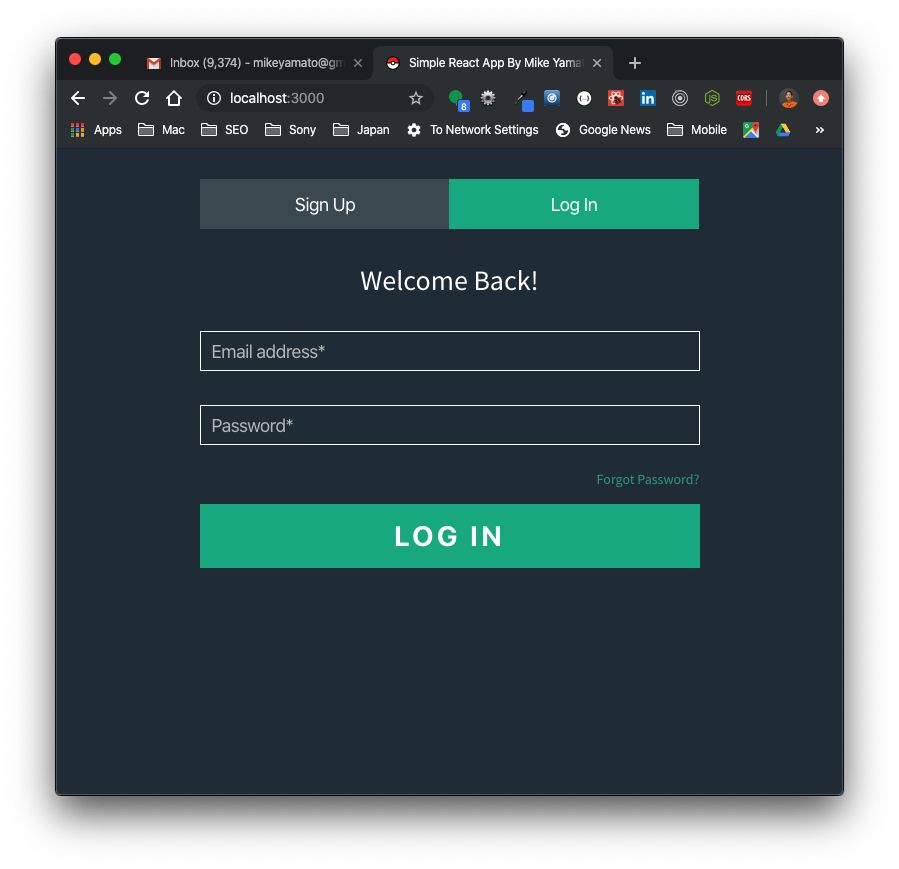 Inbox (9,374) - mikeyamato@gm
Simple React App By Mike Yama
localhost:3000
8
CORS
Apps Mac SEO Sony Japan To Network Settings Google News Mobile »
Sign Up Log In
Welcome Back!
Email address*
Password*
Forgot Password?
LOG IN